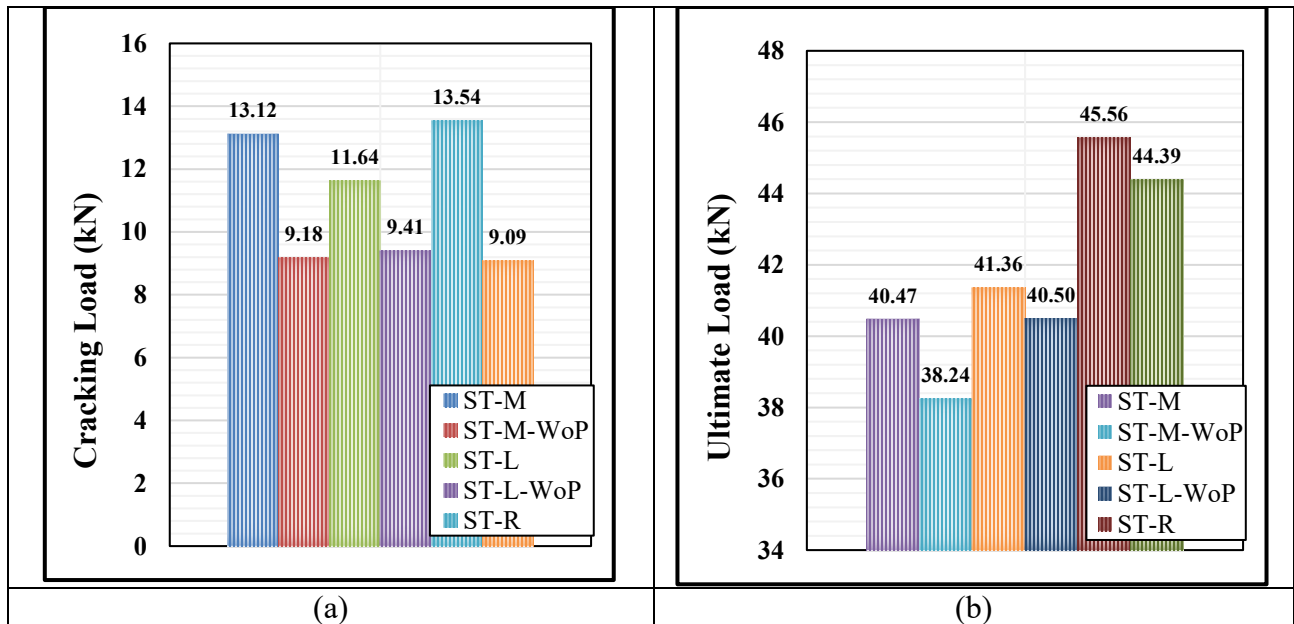 Cracking Load (kN)
16
14
12
10
8
6
4
2
0
13.12
9.18
11.64
9.41
13.54
9.09
ST-M
ST-M-WoP
ST-L
ST-L-WoP
ST-R
(a)
Ultimate Load (kN)
48
46
44
42
40
38
36
34
40.47
38.24
41.36
40.50
45.56
44.39
ST-M
ST-M-WoP
ST-L
ST-L-WoP
ST-R
(b)